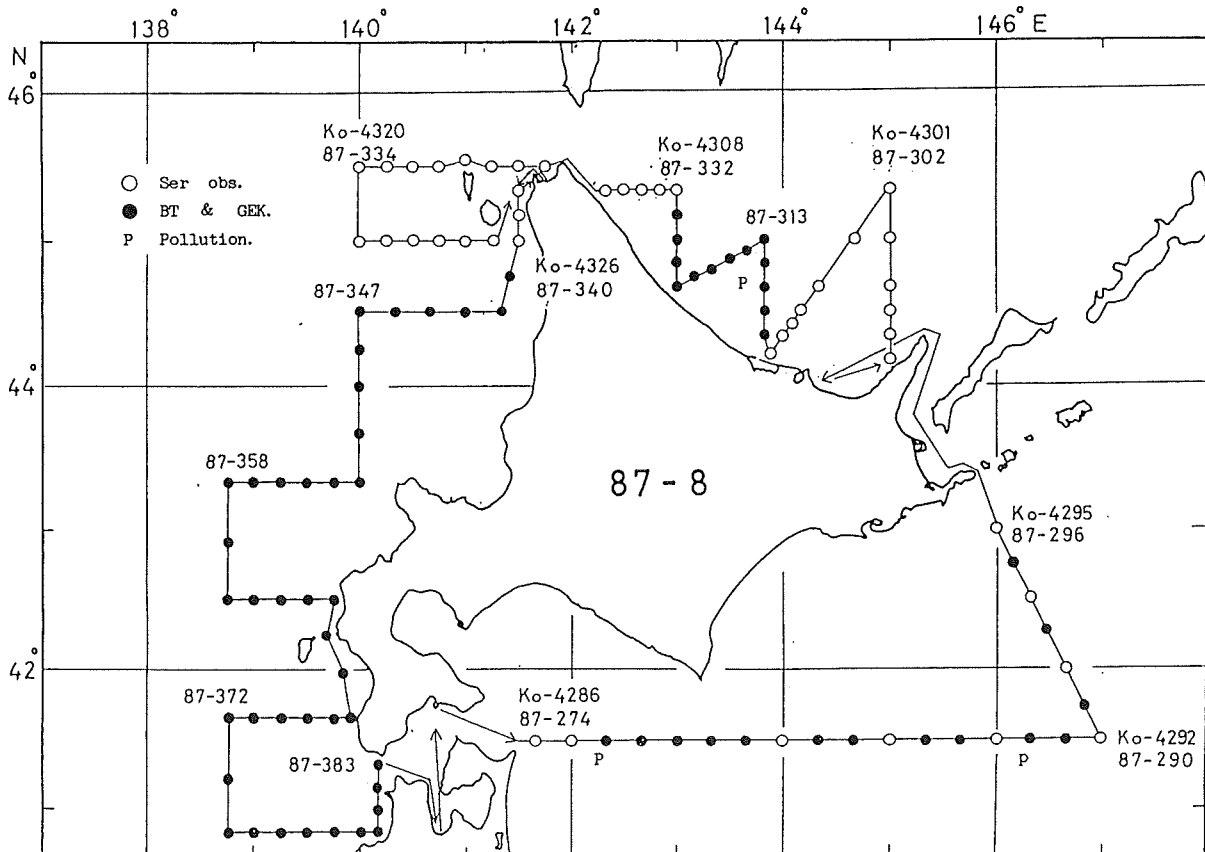 138° 140° 142° 144° 146° E
N
46°
Ko-4320
87-334
Ko-4308
87-332
Ko-4301
87-302
○ Ser obs.
● BT & GEK.
P Pollution.
87-313
P
Ko-4326
87-340
87-347
44°
87-358
87-8
Ko-4295
87-296
42°
87-372
Ko-4286
87-274
87-383
P
P
Ko-4292
87-290